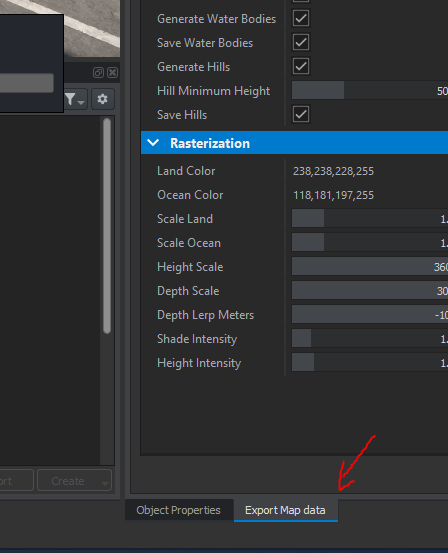 Generate Water Bodies
Save Water Bodies
Generate Hills
Hill Minimum Height 50
Save Hills
Rasterization
Land Color 238,238,228,255
Ocean Color 118,181,197,255
Scale Land 1.
Scale Ocean 1.
Height Scale 360
Depth Scale 30
Depth Lerp Meters -10
Shade Intensity 1.
Height Intensity 1.
ort Create
Object Properties Export Map data